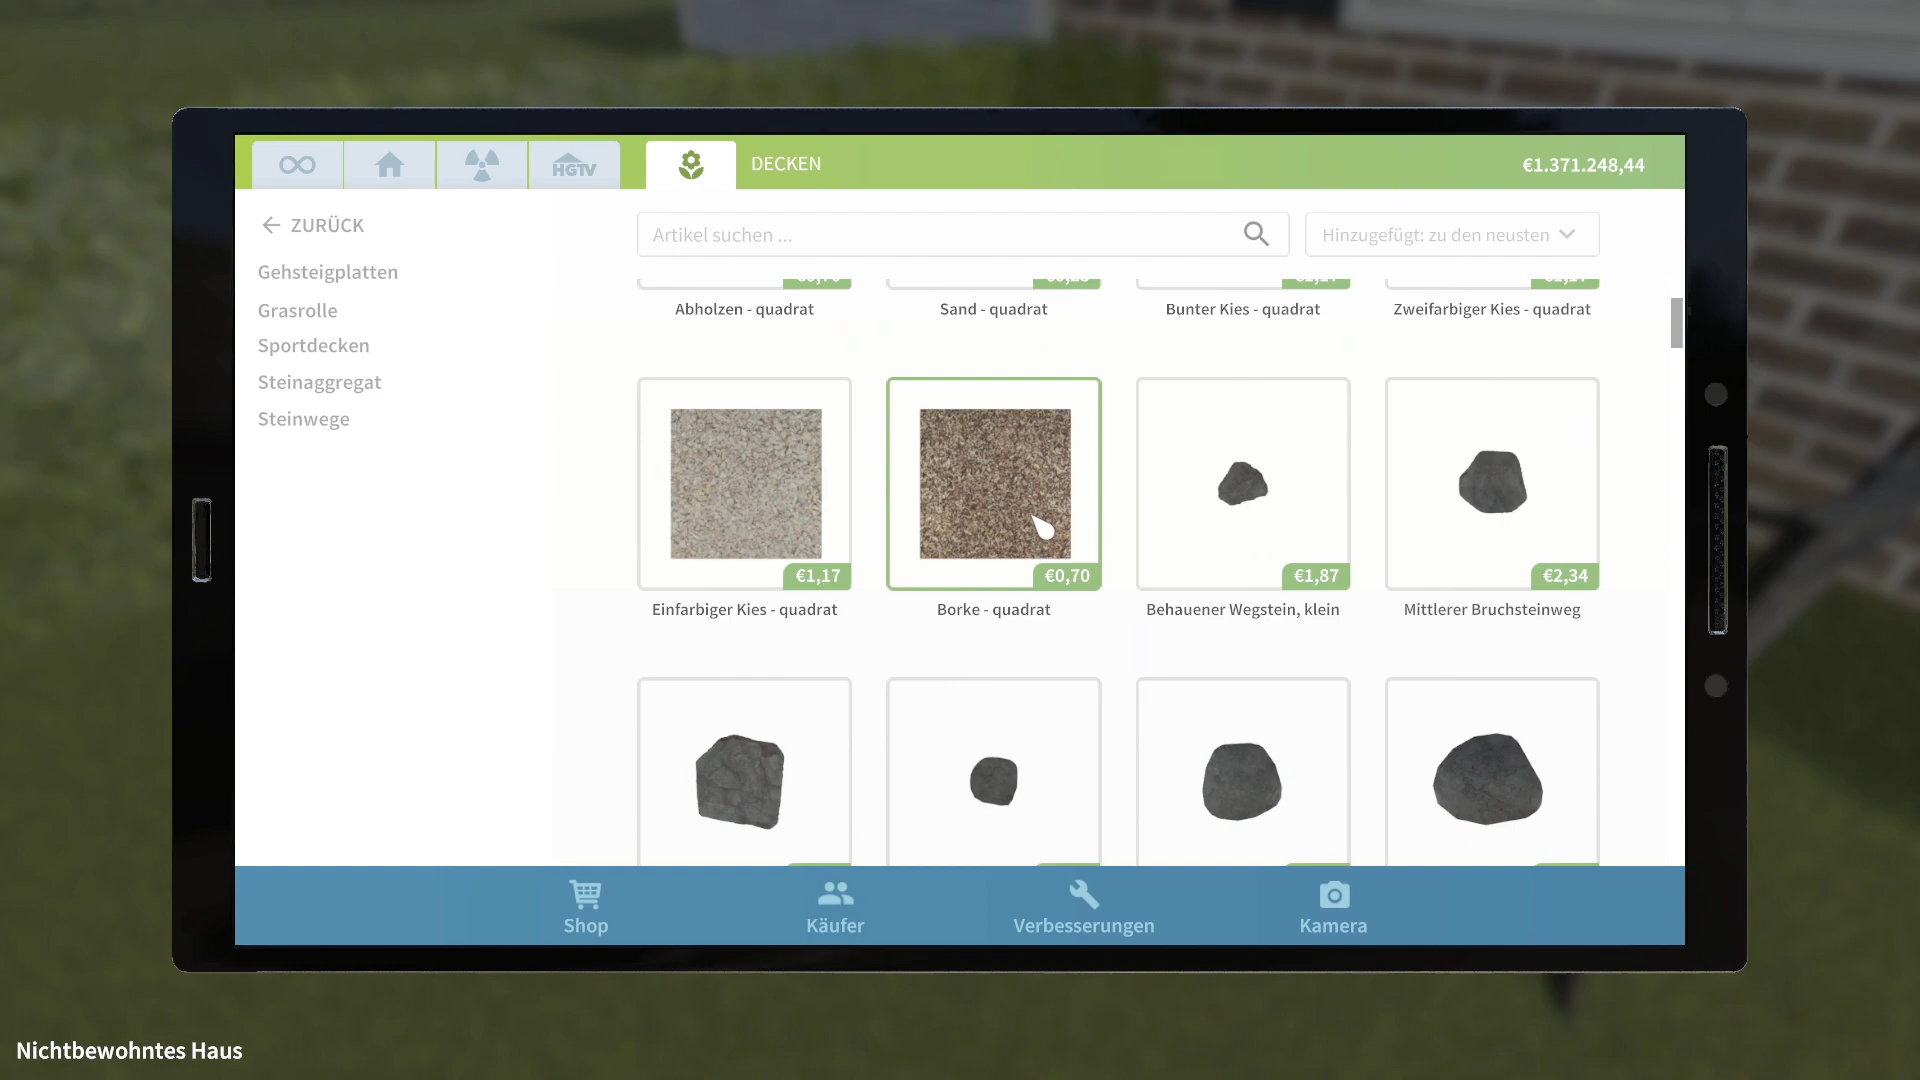 HGTV
DECKEN
€1.371.248,44
ZURÜCK
Gehsteigplatten
Grasrolle
Sportdecken
Steinaggregat
Steinwege
Artikel suchen ...
Hinzugefügt: zu den neusten
Abholzen - quadrat
Sand - quadrat
Bunter Kies - quadrat
Zweifarbiger Kies - quadrat
€1,17
€0,70
€1,87
€2,34
Einfarbiger Kies - quadrat
Borke - quadrat
Behauener Wegstein, klein
Mittlerer Bruchsteinweg
Shop
Käufer
Verbesserungen
Kamera
Nichtbewohntes Haus